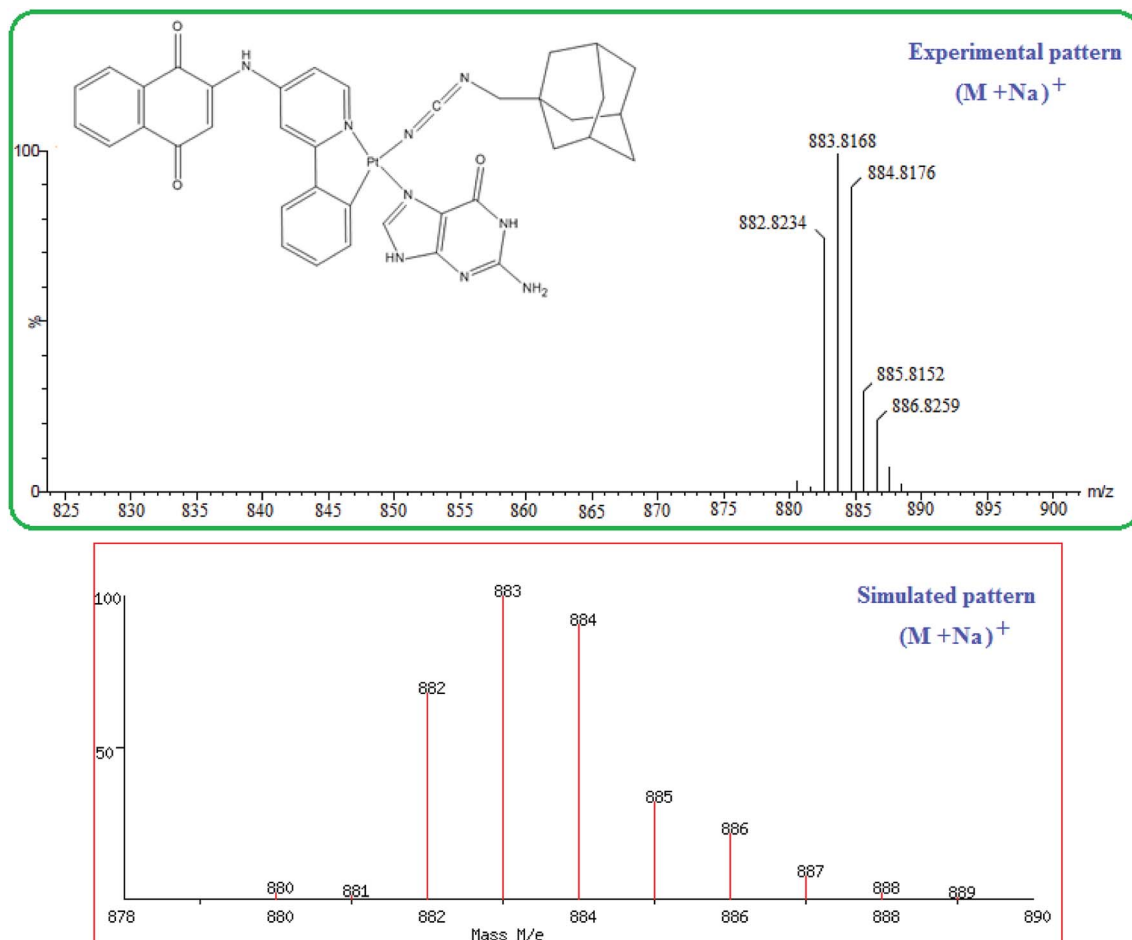 Experimental pattern
(M +Na)+
O
H
N
O
N
Pt
N
C
N
N
O
NH
HN
N
NH2
100
%
0
883.8168
884.8176
882.8234
885.8152
886.8259
825 830 835 840 845 850 855 860 865 870 875 880 885 890 895 900
m/z
Simulated pattern
(M +Na)+
100
50
883
884
882
885
886
887
880
881
888
889
878 880 882 884 886 888 890
Mass M/e